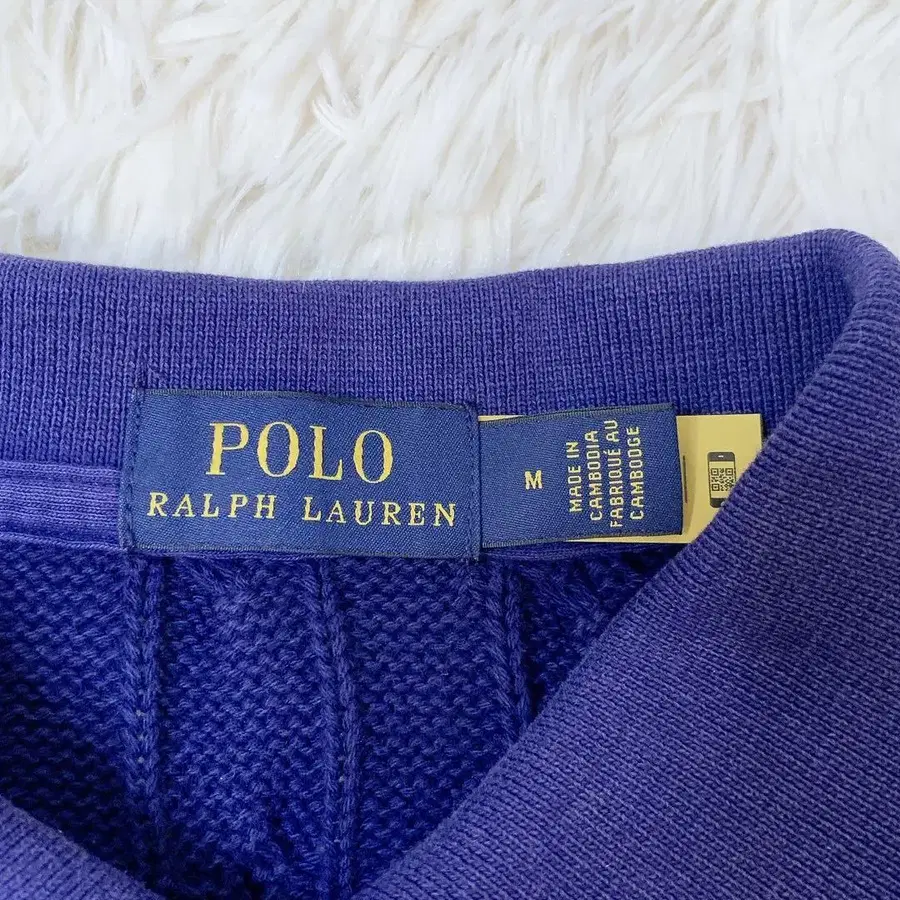 POLO
RALPH LAUREN
M
MADE IN
CAMBODIA
FABRIQUÉ AU
CAMBODGE